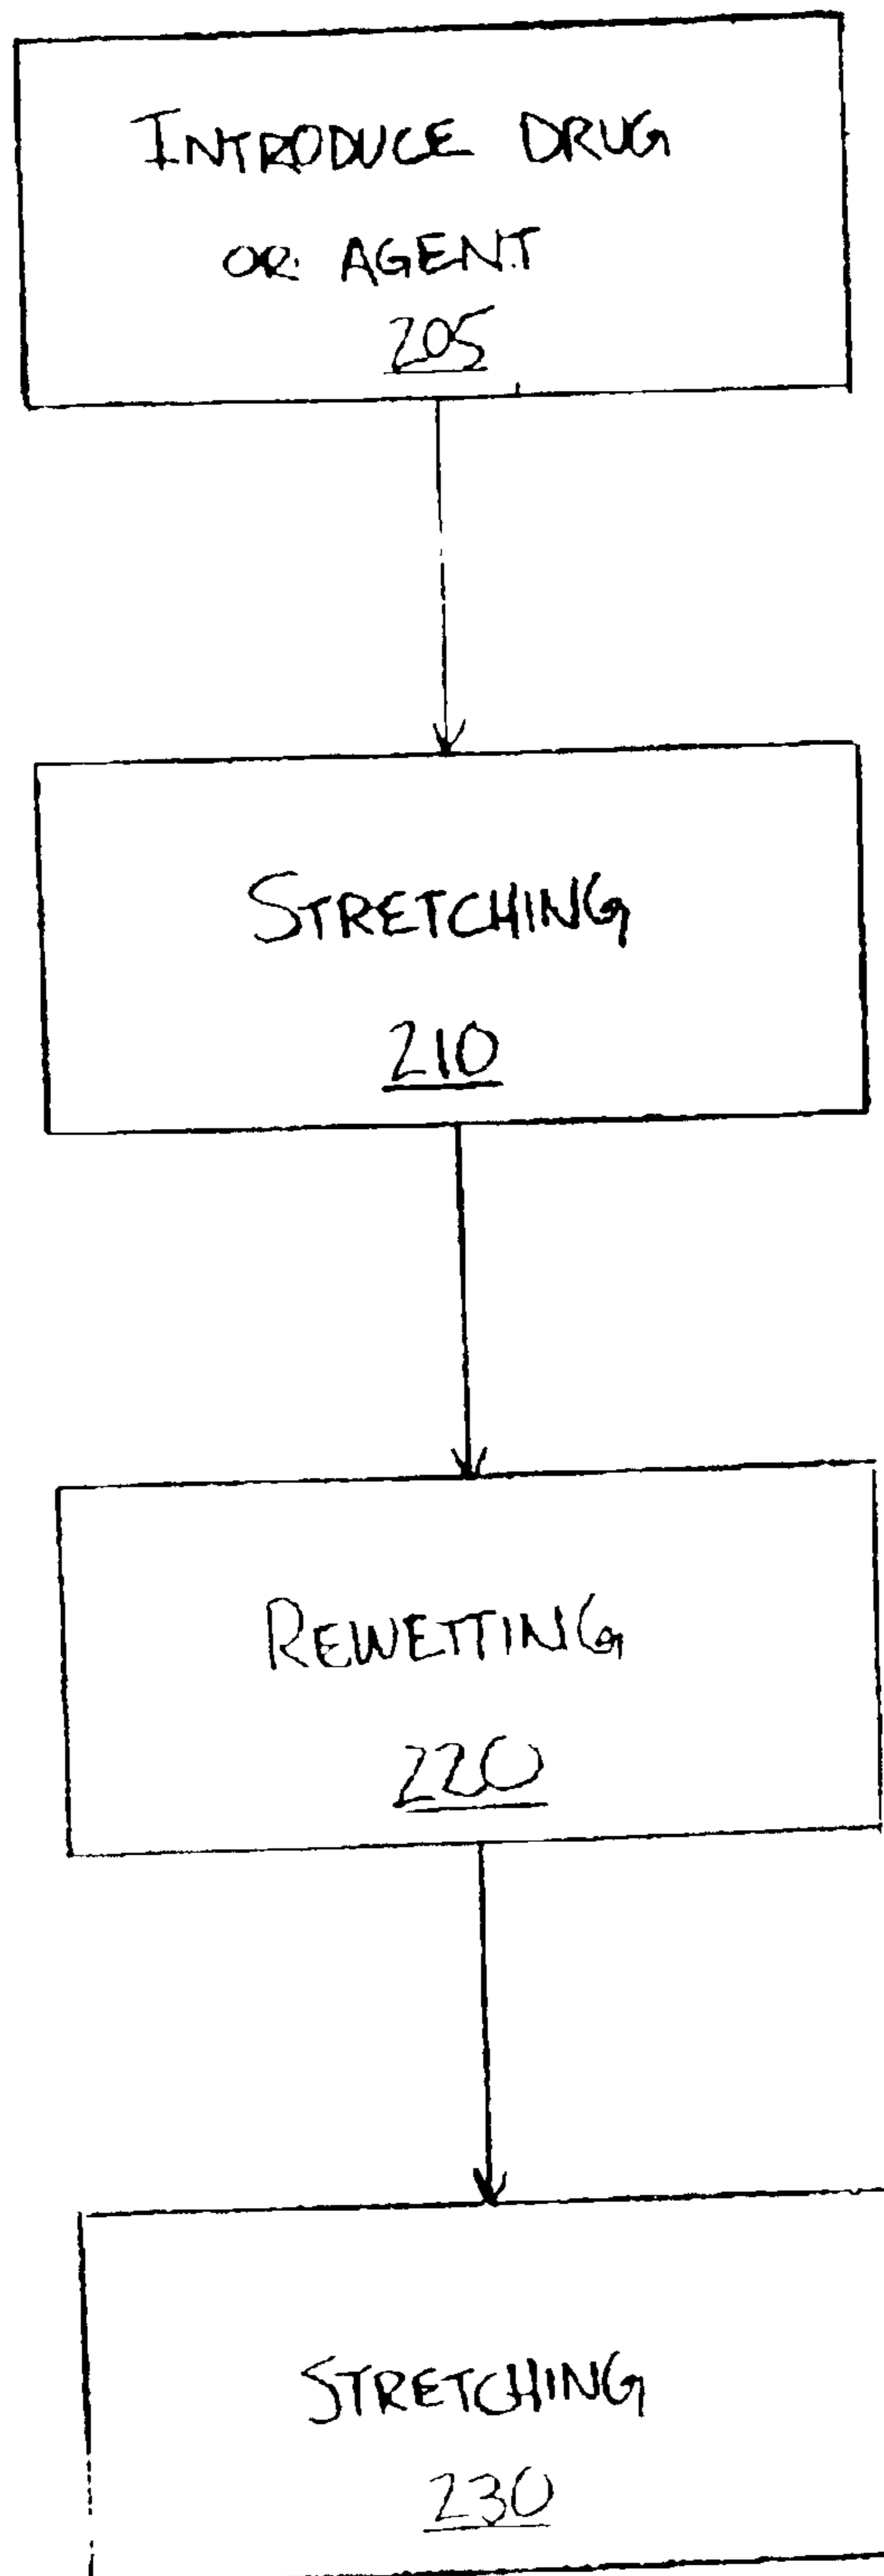 INTRODUCE DRUG
OR AGENT
205
STRETCHING
210
REWETTING
220
STRETCHING
230